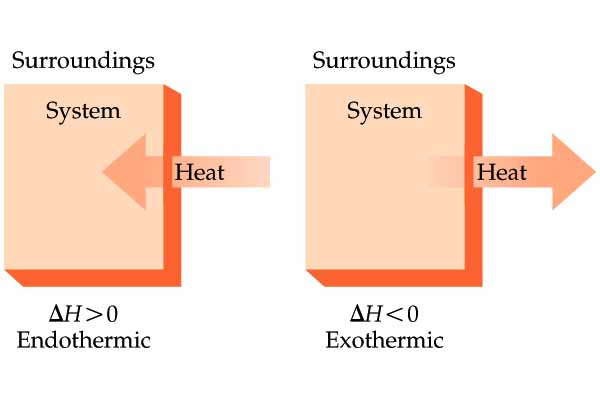 Surroundings
System
Heat
ΔH>0
Endothermic
Surroundings
System
Heat
ΔH<0
Exothermic